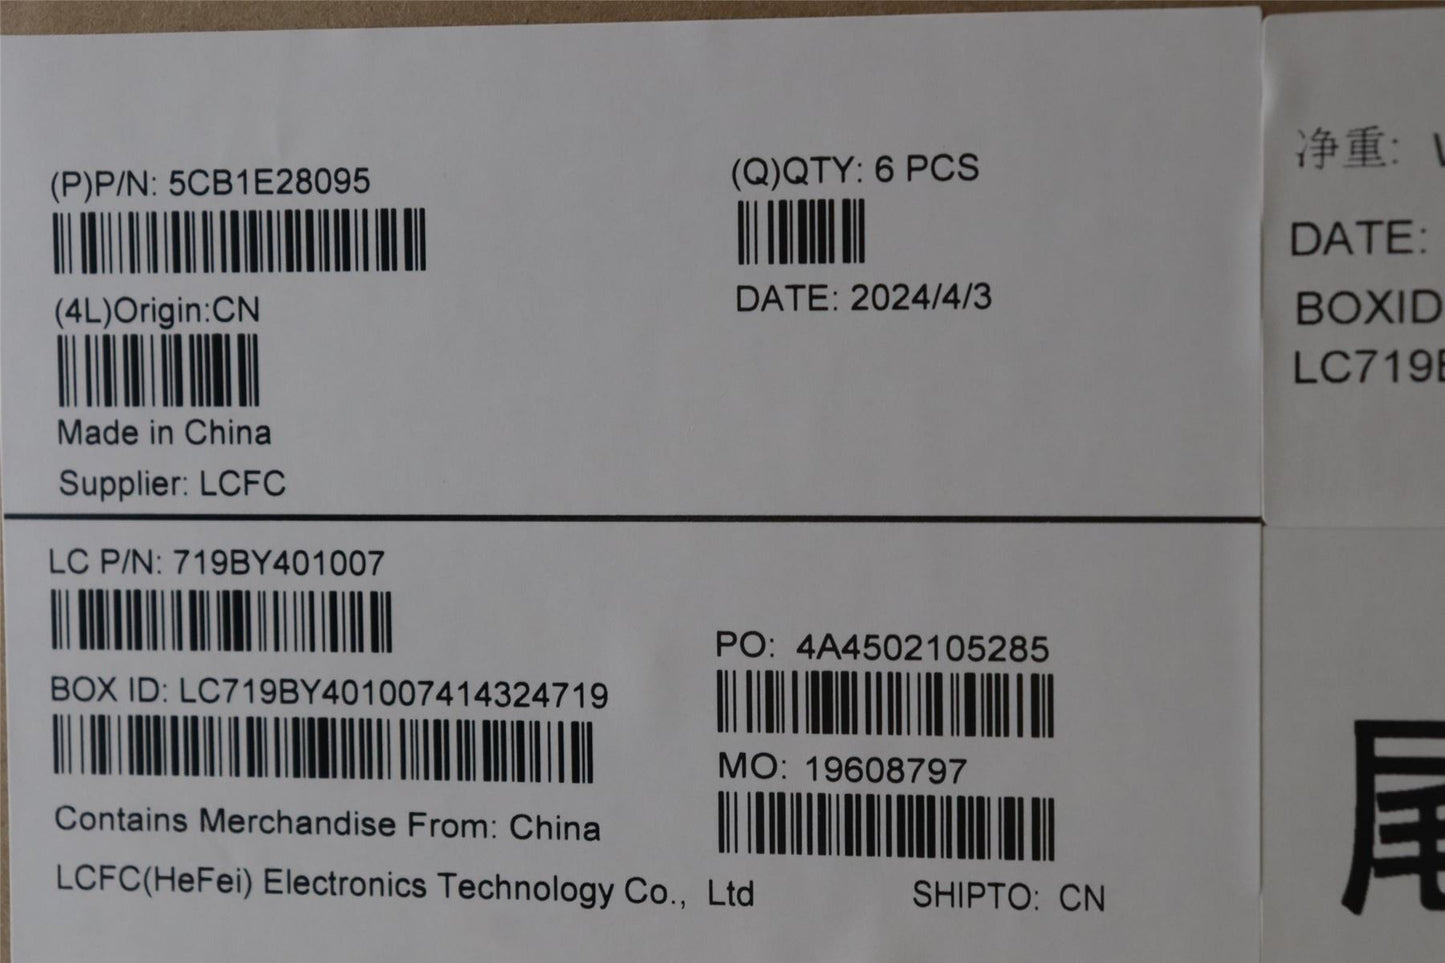 (P)P/N: 5CB1E28095
(Q)QTY: 6 PCS
(4L)Origin:CN
DATE: 2024/4/3
Made in China
Supplier: LCFC
LC P/N: 719BY401007
PO: 4A4502105285
BOX ID: LC719BY401007414324719
MO: 19608797
Contains Merchandise From: China
LCFC(HeFei) Electronics Technology Co., Ltd
SHIPTO: CN
净重:
DATE:
BOXID
LC719B
尾